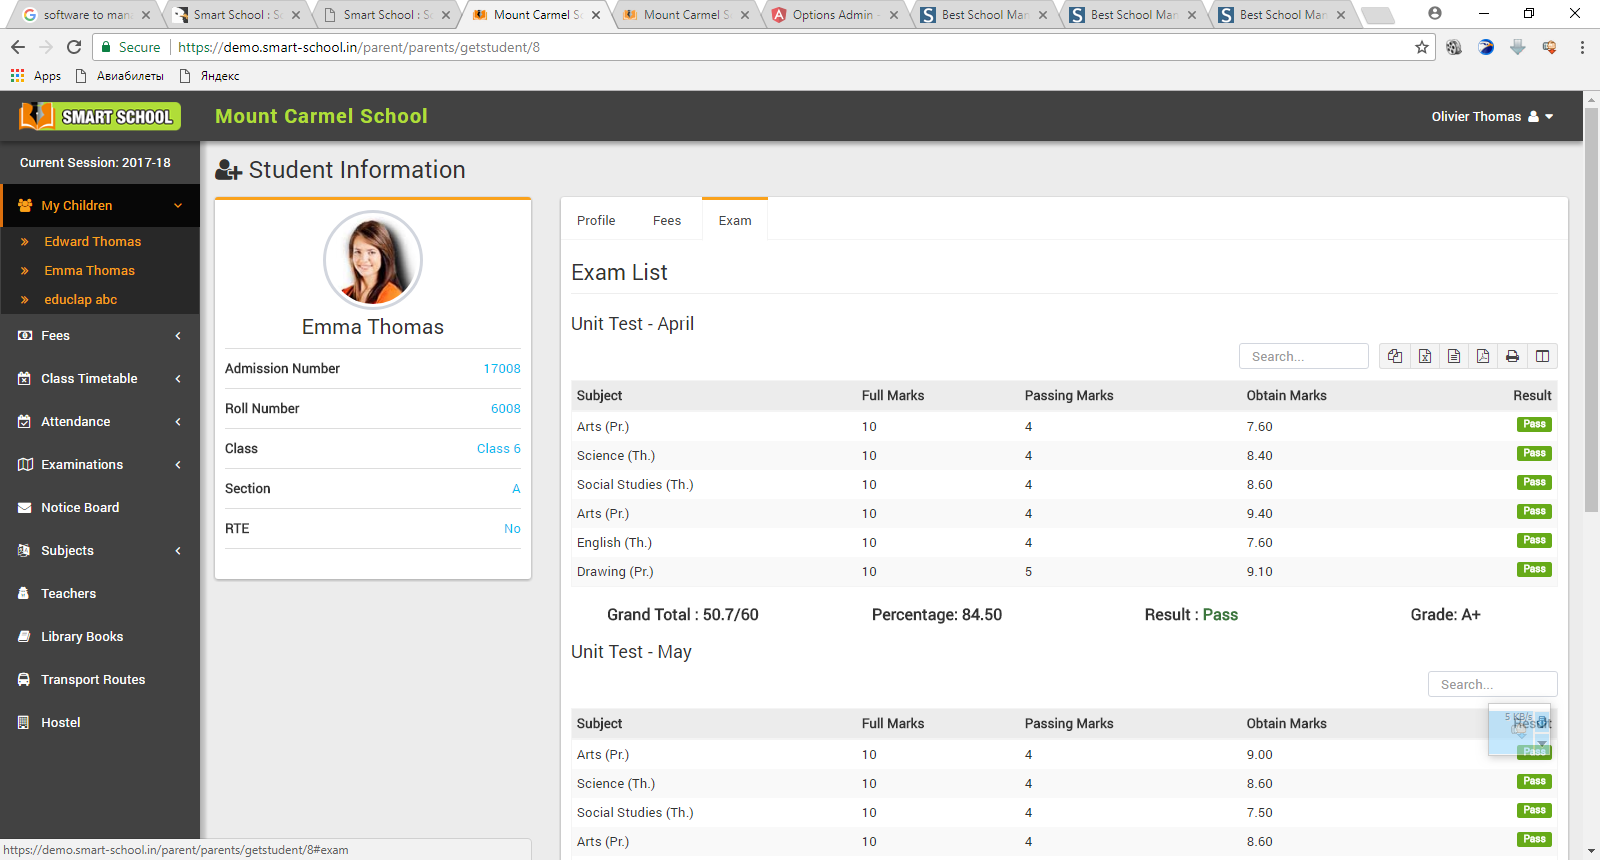 software to mana
Smart School : S
Smart School : S
Mount Carmel Sc
Mount Carmel S
Options Admin -
Best School Man
Best School Man
Best School Man
Secure
https://demo.smart-school.in/parent/parents/getstudent/8
Apps
Авиабилеты
Яндекс
SMART SCHOOL
Mount Carmel School
Olivier Thomas
Current Session: 2017-18
My Children
Edward Thomas
Emma Thomas
educlap abc
Fees
Class Timetable
Attendance
Examinations
Notice Board
Subjects
Teachers
Library Books
Transport Routes
Hostel
https://demo.smart-school.in/parent/parents/getstudent/8#exam
Student Information
Emma Thomas
Admission Number 17008
Roll Number 6008
Class Class 6
Section A
RTE No
Profile Fees Exam
Exam List
Unit Test - April
Search...
Subject Full Marks Passing Marks Obtain Marks Result
Arts (Pr.) 10 4 7.60 Pass
Science (Th.) 10 4 8.40 Pass
Social Studies (Th.) 10 4 8.60 Pass
Arts (Pr.) 10 4 9.40 Pass
English (Th.) 10 4 7.60 Pass
Drawing (Pr.) 10 5 9.10 Pass
Grand Total : 50.7/60 Percentage: 84.50 Result : Pass Grade: A+
Unit Test - May
Search...
Subject Full Marks Passing Marks Obtain Marks Result
5 KB/s
Arts (Pr.) 10 4 9.00 Pass
Science (Th.) 10 4 8.60 Pass
Social Studies (Th.) 10 4 7.50 Pass
Arts (Pr.) 10 4 8.60 Pass